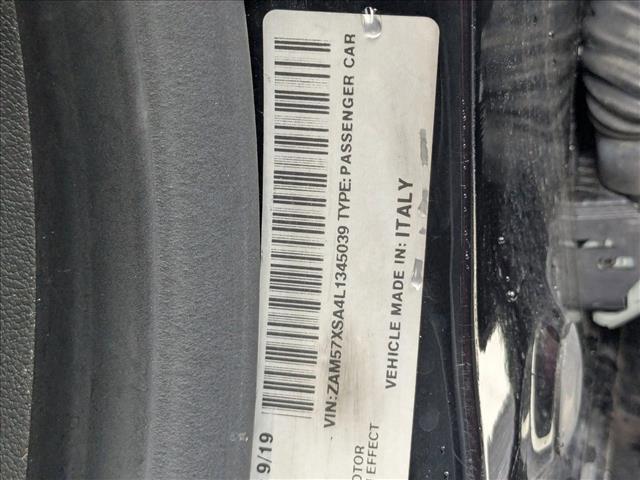 9/19
VIN:ZAM57XSA4L1345039 TYPE:PASSENGER CAR
VEHICLE MADE IN: ITALY
OTOR
EFFECT